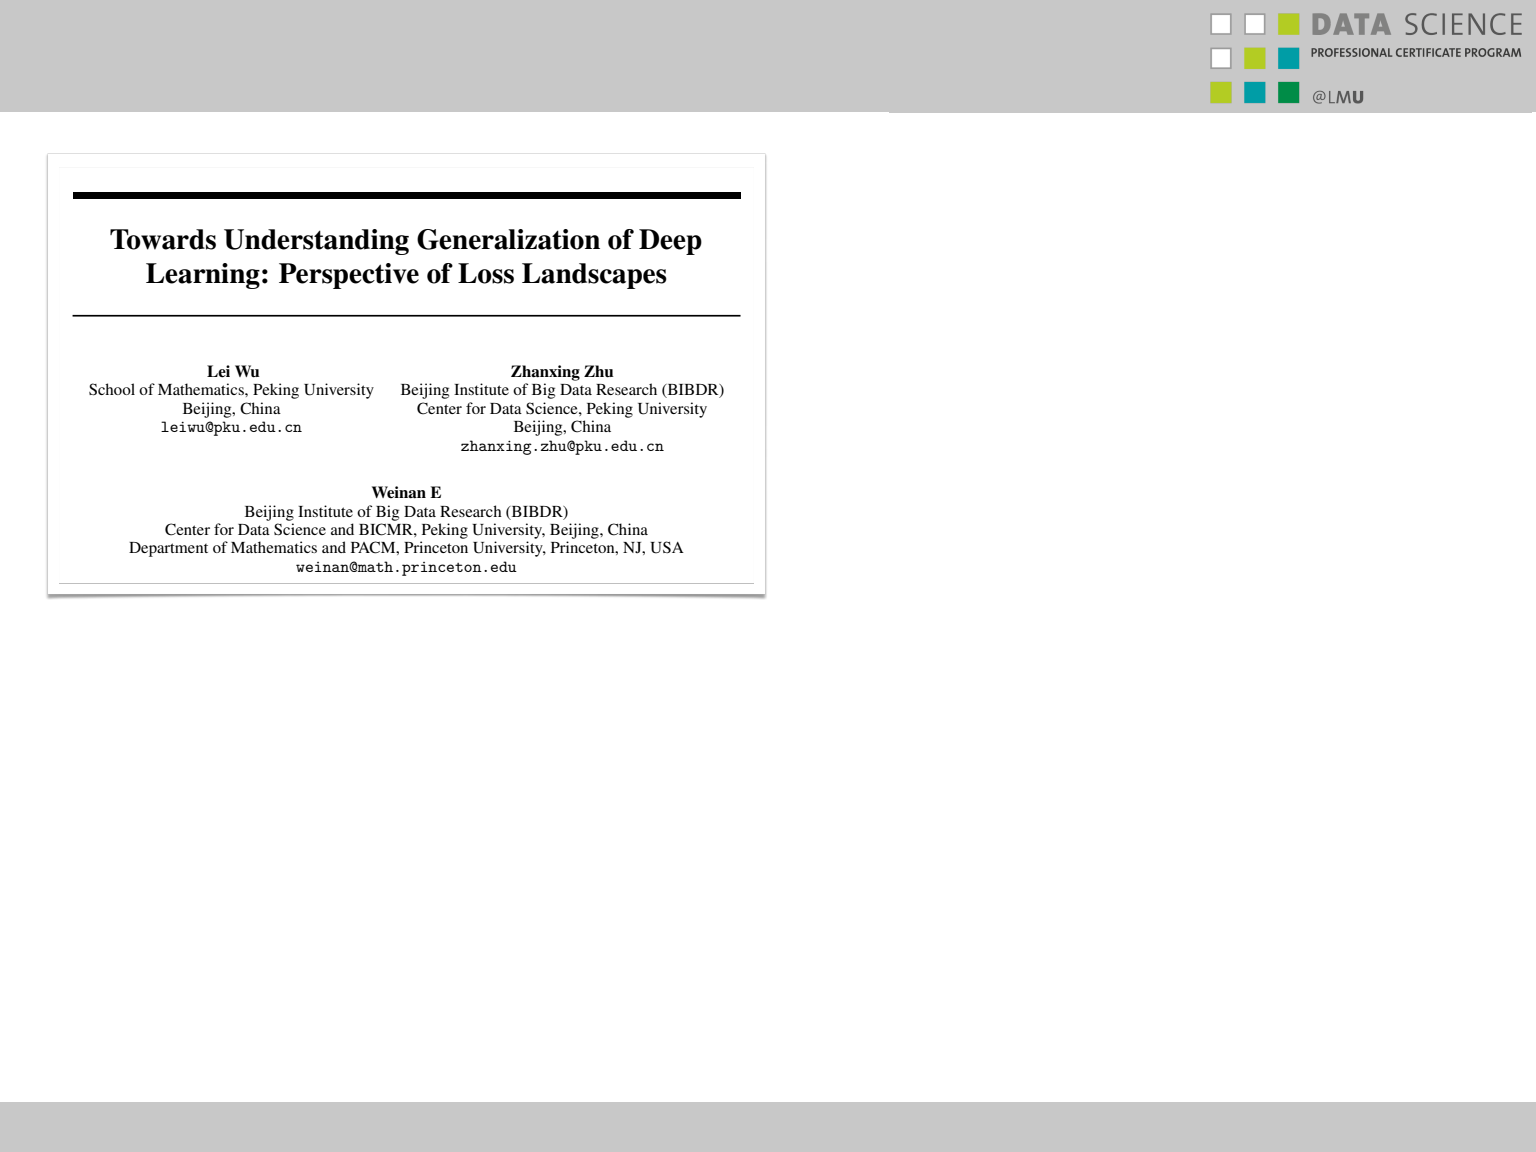 DATA SCIENCE
PROFESSIONAL CERTIFICATE PROGRAM
@LMU
Towards Understanding Generalization of Deep
Learning: Perspective of Loss Landscapes
Lei Wu
School of Mathematics, Peking University
Beijing, China
leiwu@pku.edu.cn
Zhanxing Zhu
Beijing Institute of Big Data Research (BIBDR)
Center for Data Science, Peking University
Beijing, China
zhanxing.zhu@pku.edu.cn
Weinan E
Beijing Institute of Big Data Research (BIBDR)
Center for Data Science and BICMR, Peking University, Beijing, China
Department of Mathematics and PACM, Princeton University, Princeton, NJ, USA
weinan@math.princeton.edu